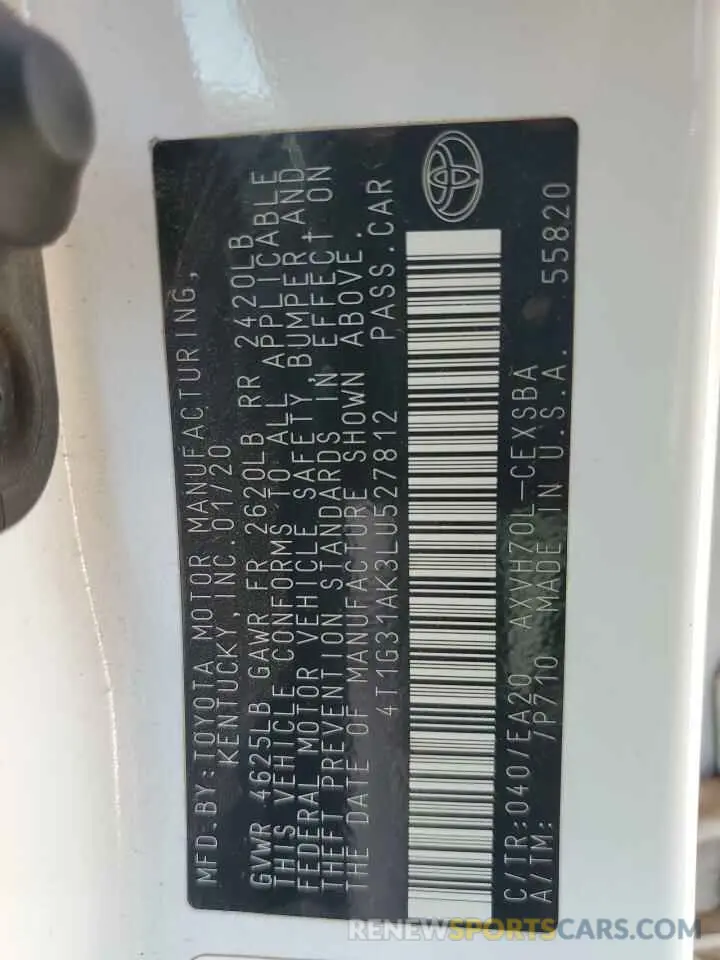 MFD.BY:TOYOTA MOTOR MANUFACTURING,
KENTUCKY,INC.01/20
GVWR 4625LB GAWR FR 2620LB RR 2420LB
THIS VEHICLE CONFORMS TO ALL APPLICABLE
FEDERAL MOTOR VEHICLE SAFETY,BUMPER,AND
THEFT PREVENTION STANDARDS IN EFFECT ON
THE DATE OF MANUFACTURE SHOWN ABOVE.
4T1G31AK3LU527812 PASS.CAR
C/TR:040/EA20 AXVH70L-CEXSBA 55820
A/TM: /P710 MADE IN U.S.A.
RENEWSPORTSCARS.COM